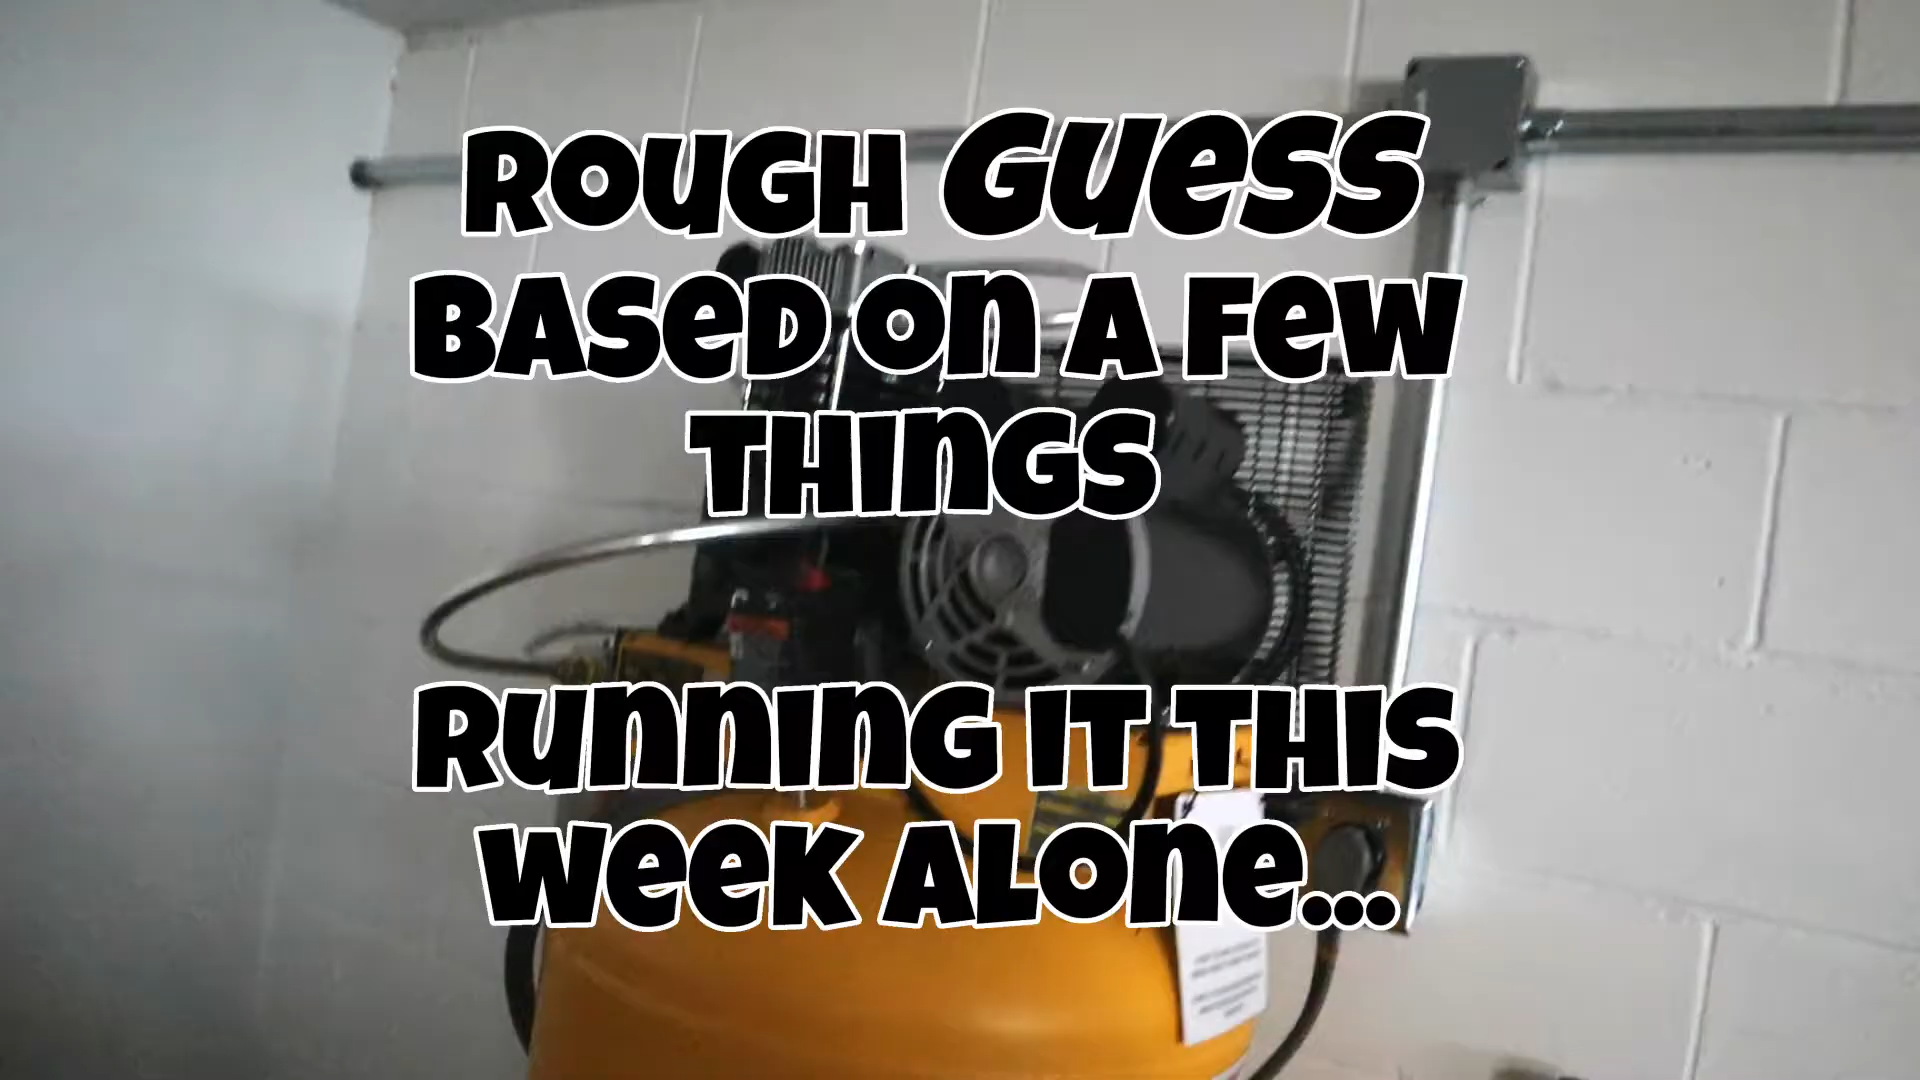 ROUGH GUESS
BASED ON A FEW
THINGS
RUNNING IT THIS
WEEK ALONE...